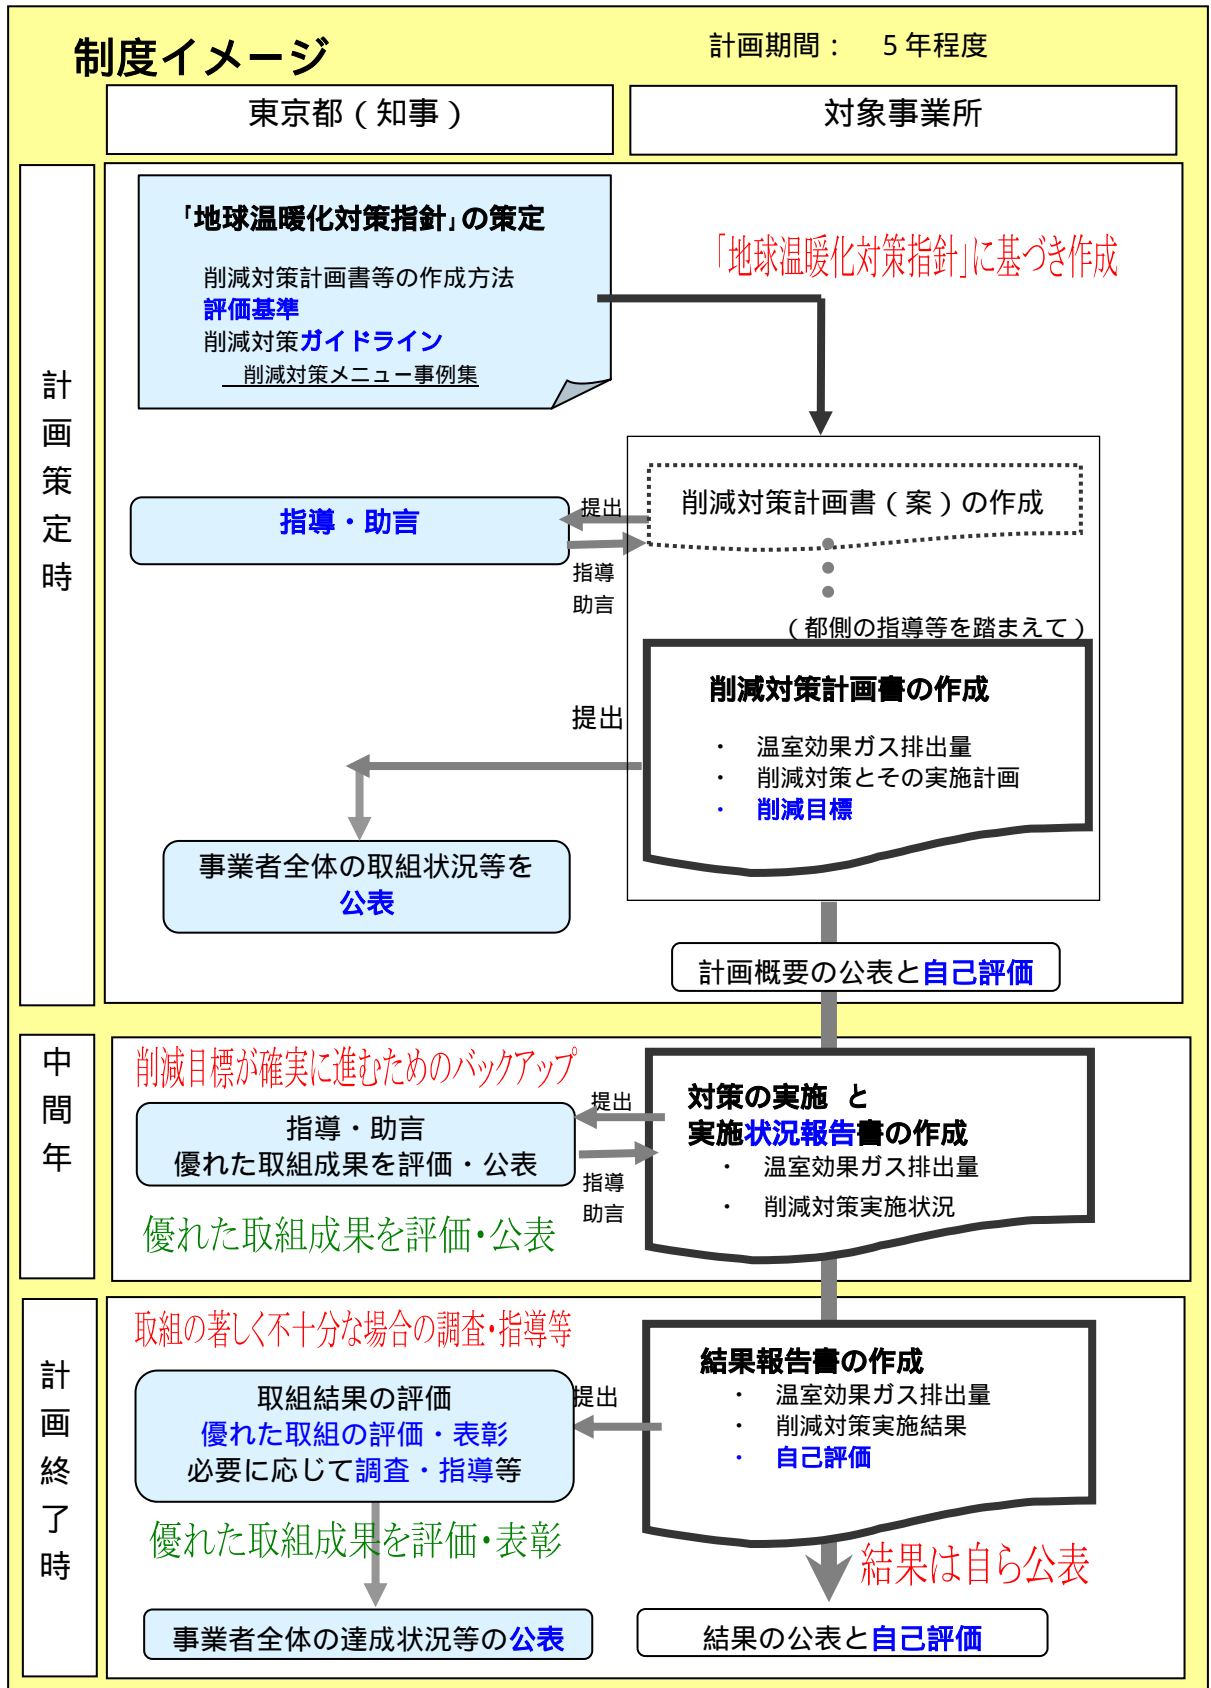 制度イメージ
計画期間： 5年程度
東京都（知事）
対象事業所
計画策定時
「地球温暖化対策指針」の策定
削減対策計画書等の作成方法
評価基準
削減対策ガイドライン
削減対策メニュー事例集
「地球温暖化対策指針」に基づき作成
削減対策計画書（案）の作成
提出
指導・助言
指導
助言
（都側の指導等を踏まえて）
削減対策計画書の作成
・ 温室効果ガス排出量
・ 削減対策とその実施計画
・ 削減目標
提出
事業者全体の取組状況等を
公表
計画概要の公表と自己評価
中間年
削減目標が確実に進むためのバックアップ
指導・助言
優れた取組成果を評価・公表
提出
指導
助言
対策の実施 と
実施状況報告書の作成
・ 温室効果ガス排出量
・ 削減対策実施状況
優れた取組成果を評価・公表
計画終了時
取組の著しく不十分な場合の調査・指導等
取組結果の評価
優れた取組の評価・表彰
必要に応じて調査・指導等
提出
結果報告書の作成
・ 温室効果ガス排出量
・ 削減対策実施結果
・ 自己評価
優れた取組成果を評価・表彰
結果は自ら公表
事業者全体の達成状況等の公表
結果の公表と自己評価